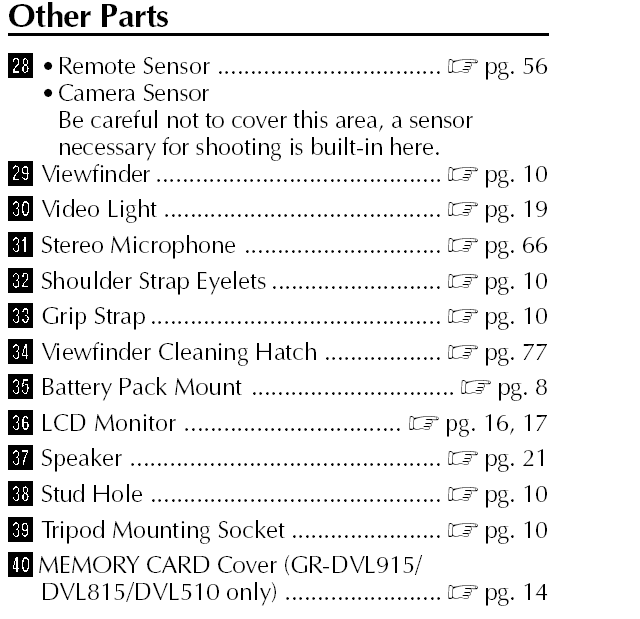 Other Parts
28 • Remote Sensor ................................. ☞ pg. 56
• Camera Sensor
Be careful not to cover this area, a sensor
necessary for shooting is built-in here.
29 Viewfinder .......................................... ☞ pg. 10
30 Video Light ......................................... ☞ pg. 19
31 Stereo Microphone ............................. ☞ pg. 66
32 Shoulder Strap Eyelets ......................... ☞ pg. 10
33 Grip Strap ........................................... ☞ pg. 10
34 Viewfinder Cleaning Hatch ................. ☞ pg. 77
35 Battery Pack Mount .............................. ☞ pg. 8
36 LCD Monitor ................................ ☞ pg. 16, 17
37 Speaker .............................................. ☞ pg. 21
38 Stud Hole ........................................... ☞ pg. 10
39 Tripod Mounting Socket ...................... ☞ pg. 10
40 MEMORY CARD Cover (GR-DVL915/
DVL815/DVL510 only) ....................... ☞ pg. 14